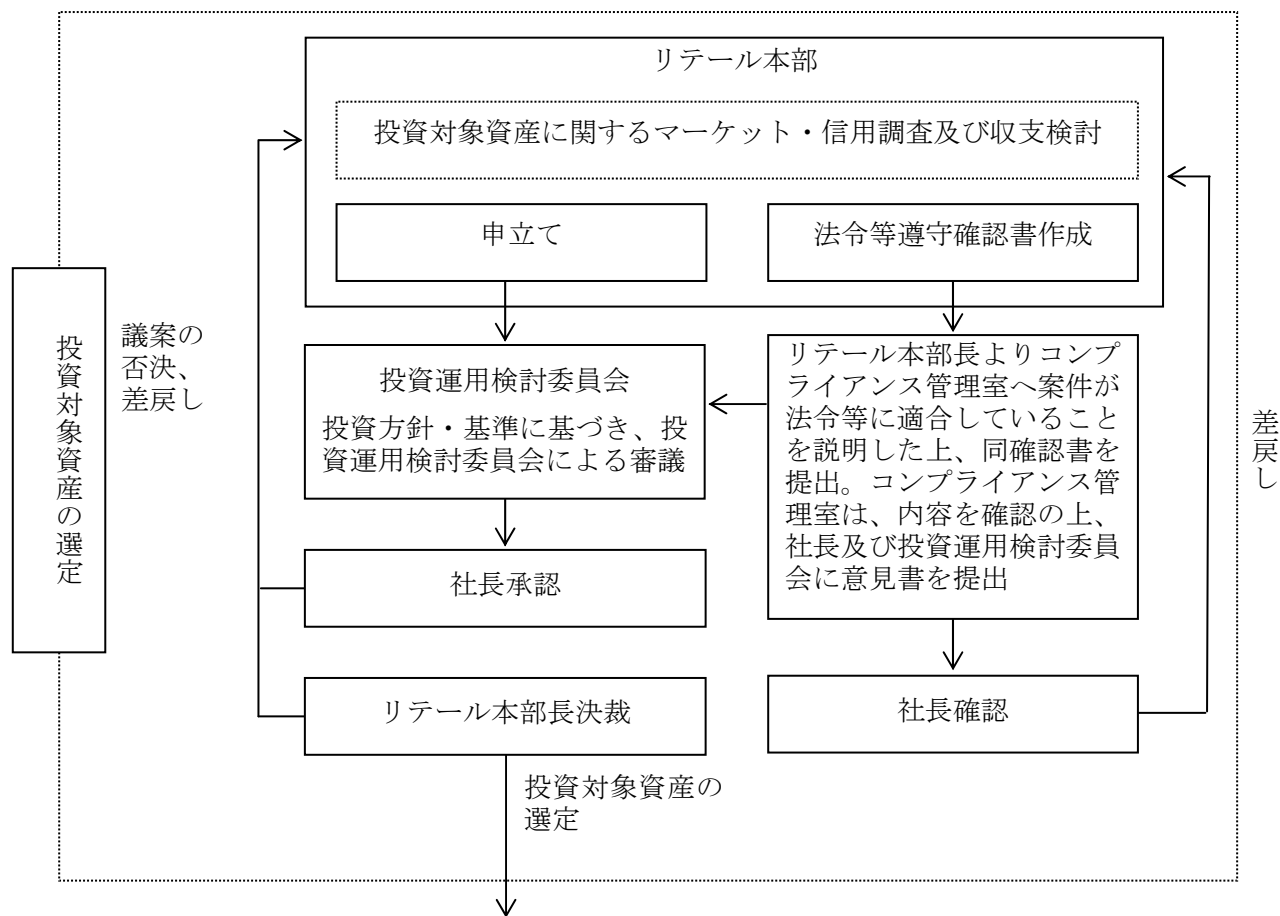 リテール本部
投資対象資産に関するマーケット・信用調査及び収支検討
申立て
法令等遵守確認書作成
投資対象資産の選定
議案の
否決、
差戻し
投資運用検討委員会
投資方針・基準に基づき、投
資運用検討委員会による審議
リテール本部長よりコンプ
ライアンス管理室へ案件が
法令等に適合していること
を説明した上、同確認書を
提出。コンプライアンス管
理室は、内容を確認の上、
社長及び投資運用検討委員
会に意見書を提出
差戻し
社長承認
リテール本部長決裁
社長確認
投資対象資産の
選定